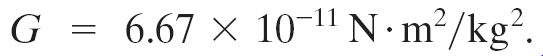 G = 6.67 × 10⁻¹¹ N·m²/kg².